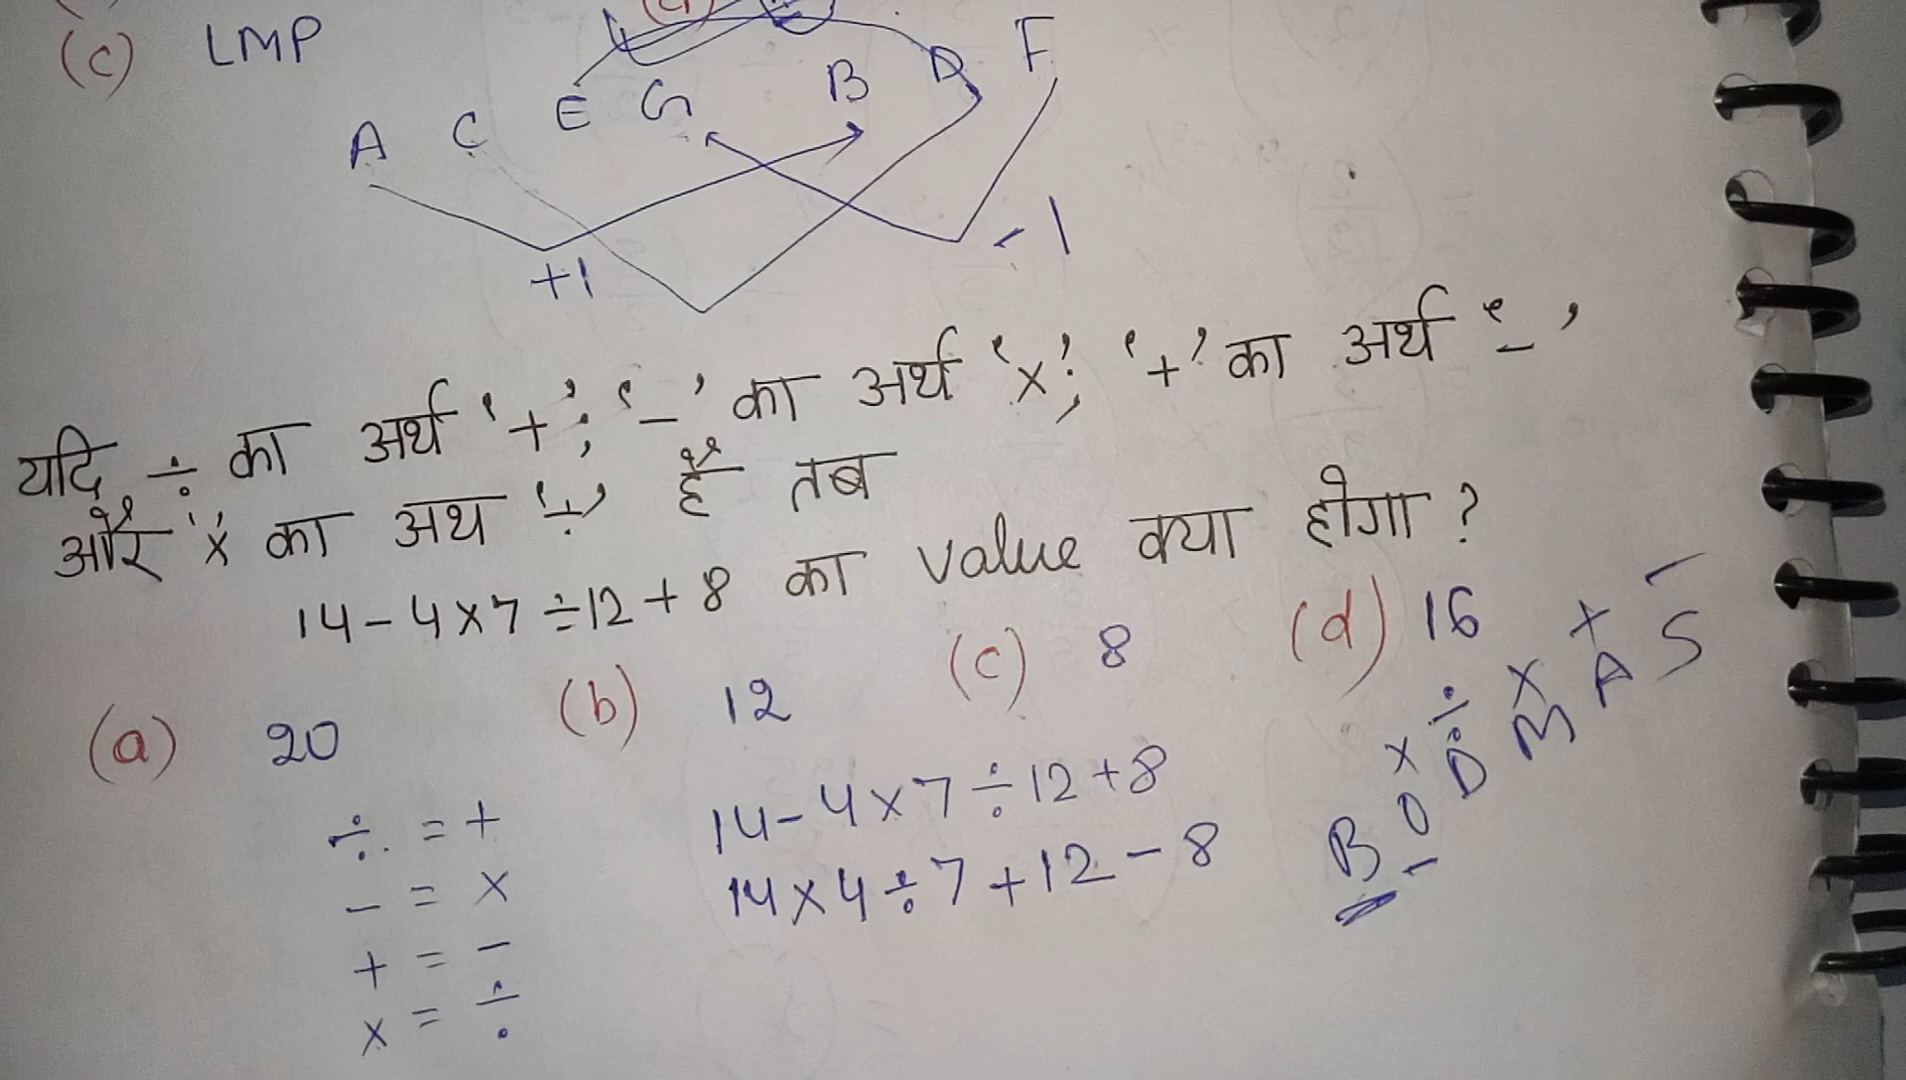 (c) LMP
A C E G B D F
+1 -1
यदि ÷ का अर्थ '+'; '-' का अर्थ 'x'; '+' का अर्थ '-'
और 'x' का अथ '÷' हैं तब
14-4x7÷12+8 का value क्या होगा?
(a) 20 (b) 12 (c) 8 (d) 16
÷ = +
- = x
+ = -
x = ÷
14-4x7÷12+8
14x4÷7+12-8
x ÷ x + -
B O D M A S